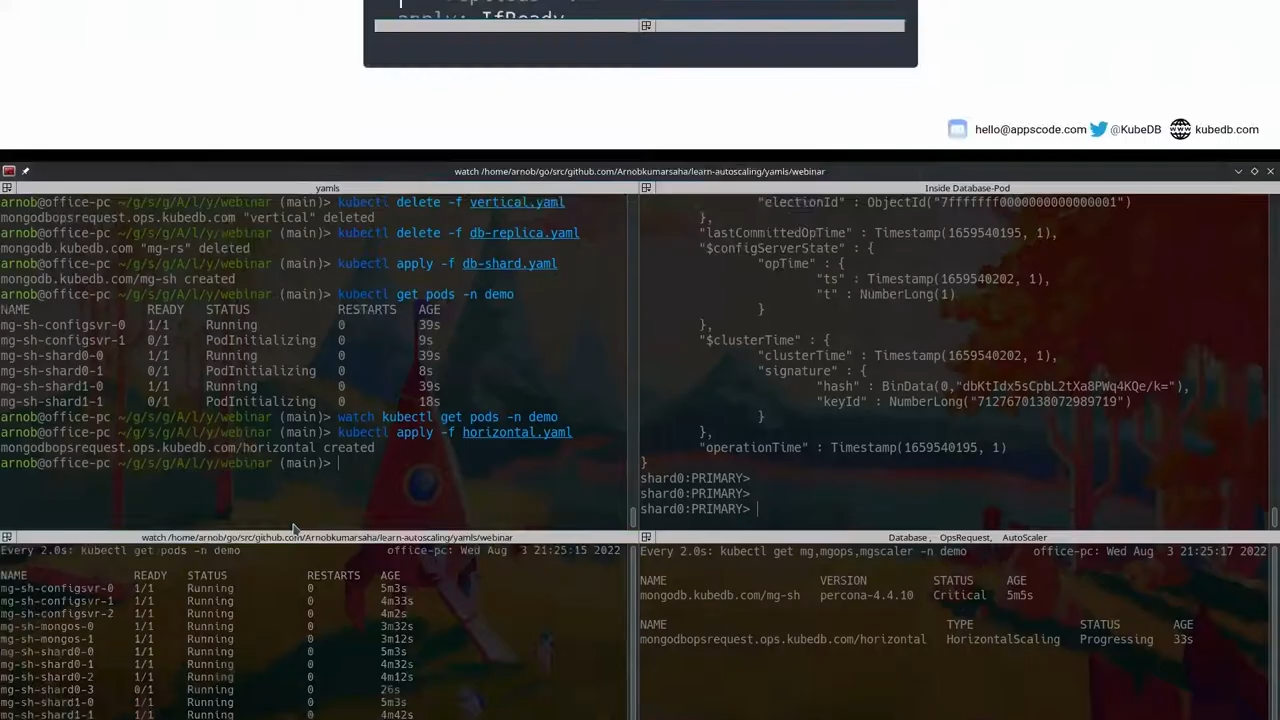 apply: IfReady
hello@appscode.com @KubeDB kubedb.com
watch /home/arnob/go/src/github.com/Arnobkumarsaha/learn-autoscaling/yamls/webinar
yamls
arnob@office-pc ~/g/s/g/A/l/y/webinar (main)> kubectl delete -f vertical.yaml
mongodbopsrequest.ops.kubedb.com "vertical" deleted
arnob@office-pc ~/g/s/g/A/l/y/webinar (main)> kubectl delete -f db-replica.yaml
mongodb.kubedb.com "mg-rs" deleted
arnob@office-pc ~/g/s/g/A/l/y/webinar (main)> kubectl apply -f db-shard.yaml
mongodb.kubedb.com/mg-sh created
arnob@office-pc ~/g/s/g/A/l/y/webinar (main)> kubectl get pods -n demo
NAME READY STATUS RESTARTS AGE
mg-sh-configsvr-0 1/1 Running 0 39s
mg-sh-configsvr-1 0/1 PodInitializing 0 9s
mg-sh-shard0-0 1/1 Running 0 39s
mg-sh-shard0-1 0/1 PodInitializing 0 8s
mg-sh-shard1-0 1/1 Running 0 39s
mg-sh-shard1-1 0/1 PodInitializing 0 18s
arnob@office-pc ~/g/s/g/A/l/y/webinar (main)> watch kubectl get pods -n demo
arnob@office-pc ~/g/s/g/A/l/y/webinar (main)> kubectl apply -f horizontal.yaml
mongodbopsrequest.ops.kubedb.com/horizontal created
arnob@office-pc ~/g/s/g/A/l/y/webinar (main)>
Inside Database-Pod
"electionId" : ObjectId("7fffffff0000000000000001")
},
"lastCommittedOpTime" : Timestamp(1659540195, 1),
"$configServerState" : {
"opTime" : {
"ts" : Timestamp(1659540202, 1),
"t" : NumberLong(1)
}
},
"$clusterTime" : {
"clusterTime" : Timestamp(1659540202, 1),
"signature" : {
"hash" : BinData(0,"dbKtIdx5sCpbL2tXa8PWq4KQe/k="),
"keyId" : NumberLong("7127670138072989719")
}
},
"operationTime" : Timestamp(1659540195, 1)
}
shard0:PRIMARY>
shard0:PRIMARY>
shard0:PRIMARY>
watch /home/arnob/go/src/github.com/Arnobkumarsaha/learn-autoscaling/yamls/webinar
Every 2.0s: kubectl get pods -n demo office-pc: Wed Aug 3 21:25:15 2022
NAME READY STATUS RESTARTS AGE
mg-sh-configsvr-0 1/1 Running 0 5m3s
mg-sh-configsvr-1 1/1 Running 0 4m33s
mg-sh-configsvr-2 1/1 Running 0 4m2s
mg-sh-mongos-0 1/1 Running 0 3m32s
mg-sh-mongos-1 1/1 Running 0 3m12s
mg-sh-shard0-0 1/1 Running 0 5m3s
mg-sh-shard0-1 1/1 Running 0 4m32s
mg-sh-shard0-2 1/1 Running 0 4m12s
mg-sh-shard0-3 0/1 Running 0 26s
mg-sh-shard1-0 1/1 Running 0 5m3s
mg-sh-shard1-1 1/1 Running 0 4m42s
Database, OpsRequest, AutoScaler
Every 2.0s: kubectl get mg,mgops,mgscaler -n demo office-pc: Wed Aug 3 21:25:17 2022
NAME VERSION STATUS AGE
mongodb.kubedb.com/mg-sh percona-4.4.10 Critical 5m5s
NAME TYPE STATUS AGE
mongodbopsrequest.ops.kubedb.com/horizontal HorizontalScaling Progressing 33s